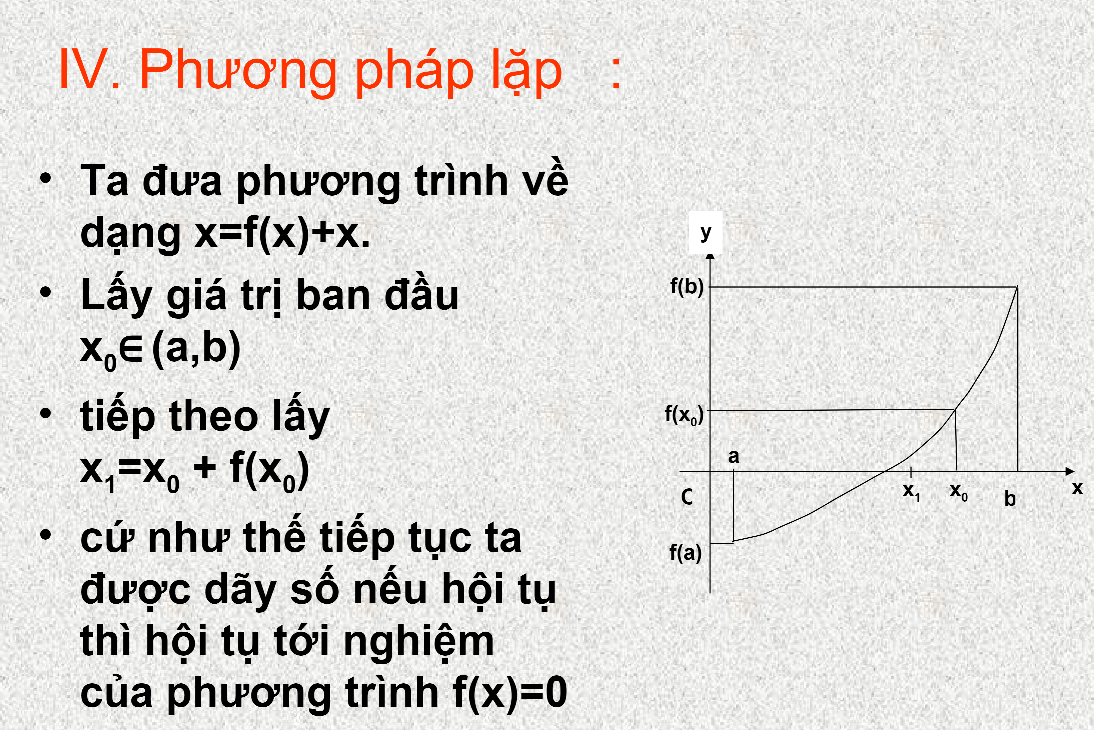 IV. Phương pháp lặp :
• Ta đưa phương trình về
dạng x=f(x)+x.
• Lấy giá trị ban đầu
x₀∈(a,b)
• tiếp theo lấy
x₁=x₀ + f(x₀)
• cứ như thế tiếp tục ta
được dãy số nếu hội tụ
thì hội tụ tới nghiệm
của phương trình f(x)=0
y
f(b)
f(x₀)
a
C
x₁
x₀
b
x
f(a)